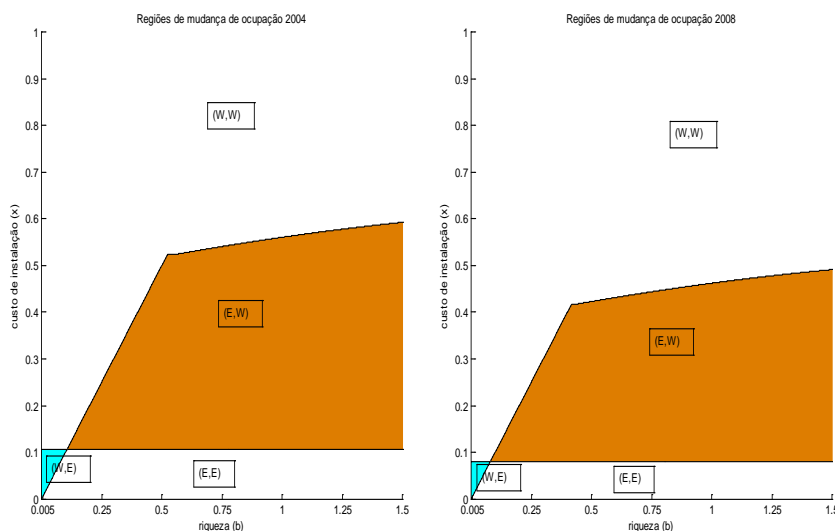 Regiões de mudança de ocupação 2004
1
0.9
0.8
0.7
0.6
0.5
0.4
0.3
0.2
0.1
0
custo de instalação (x)
(W,W)
(E,W)
(W,E)
(E,E)
0.005
0.25
0.5
0.75
1
1.25
1.5
riqueza (b)
Regiões de mudança de ocupação 2008
1
0.9
0.8
0.7
0.6
0.5
0.4
0.3
0.2
0.1
0
custo de instalação (x)
(W,W)
(E,W)
(W,E)
(E,E)
0.005
0.25
0.5
0.75
1
1.25
1.5
riqueza (b)